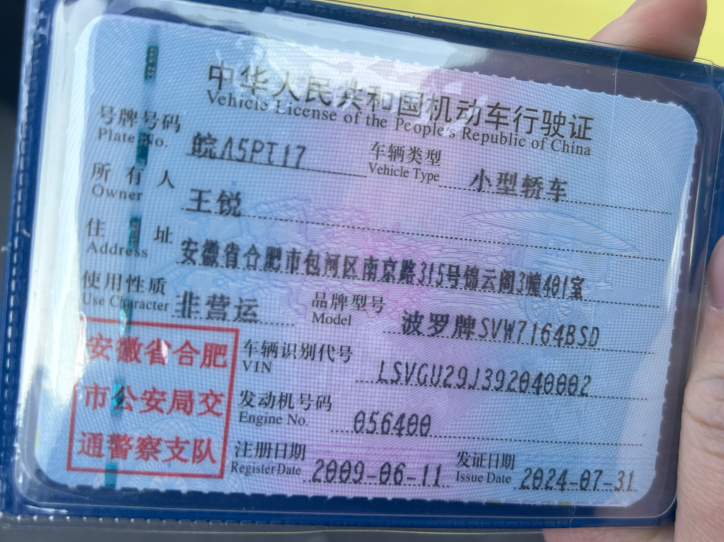 中华人民共和国机动车行驶证
Vehicle License of the People's Republic of China
号牌号码 皖A5PT17 车辆类型 小型轿车
Plate No. Vehicle Type
所有人 王锐
Owner
住址 安徽省合肥市包河区南京路315号锦云阁3幢401室
Address
使用性质 非营运 品牌型号 波罗牌SVW7164BSD
Use Character Model
安徽省合肥
市公安局交
通警察支队
车辆识别代号 LSVGU29J392040002
VIN
发动机号码 056400
Engine No.
注册日期 2009-06-11 发证日期 2024-07-31
Register Date Issue Date